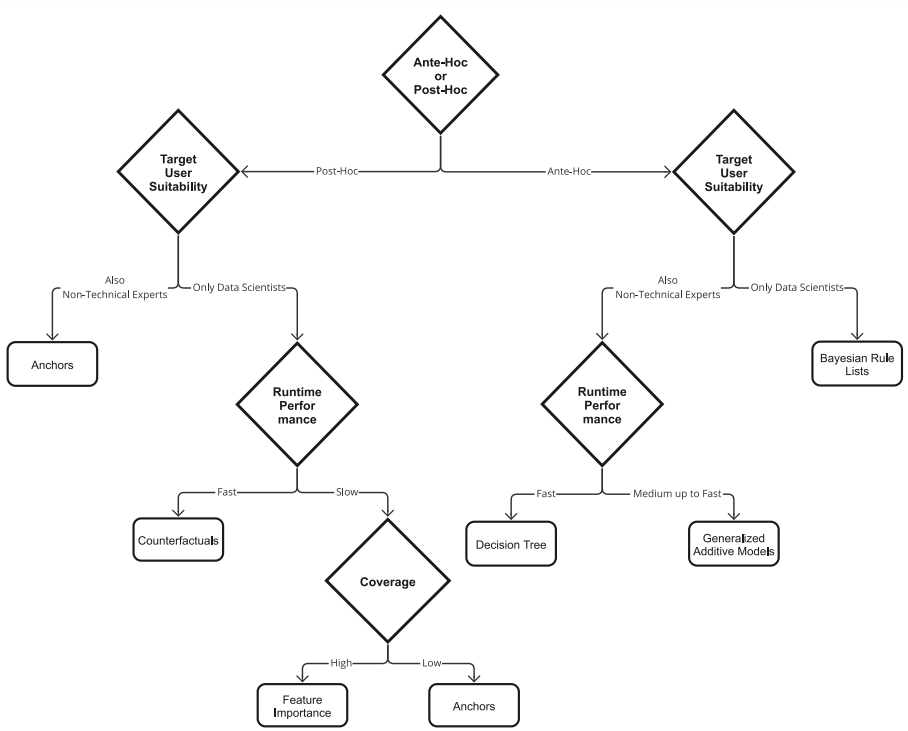 Ante-Hoc
or
Post-Hoc
Target
User
Suitability
Post-Hoc
Ante-Hoc
Target
User
Suitability
Also
Non-Technical Experts
Only Data Scientists
Also
Non-Technical Experts
Only Data Scientists
Anchors
Runtime
Perfor
mance
Runtime
Perfor
mance
Bayesian Rule
Lists
Fast
Slow
Fast
Medium up to Fast
Counterfactuals
Coverage
Decision Tree
Generalized
Additive Models
High
Low
Feature
Importance
Anchors